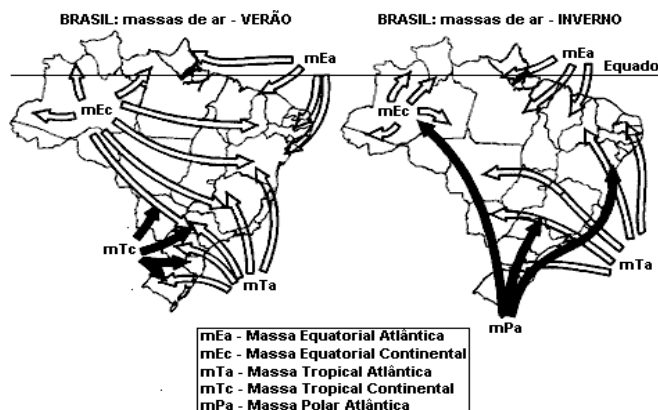 BRASIL: massas de ar - VERÃO
BRASIL: massas de ar - INVERNO
mEa
mEa
Equado
mEc
mEc
mTc
mTa
mTa
mPa
mEa - Massa Equatorial Atlântica
mEc - Massa Equatorial Continental
mTa - Massa Tropical Atlântica
mTc - Massa Tropical Continental
mPa - Massa Polar Atlântica